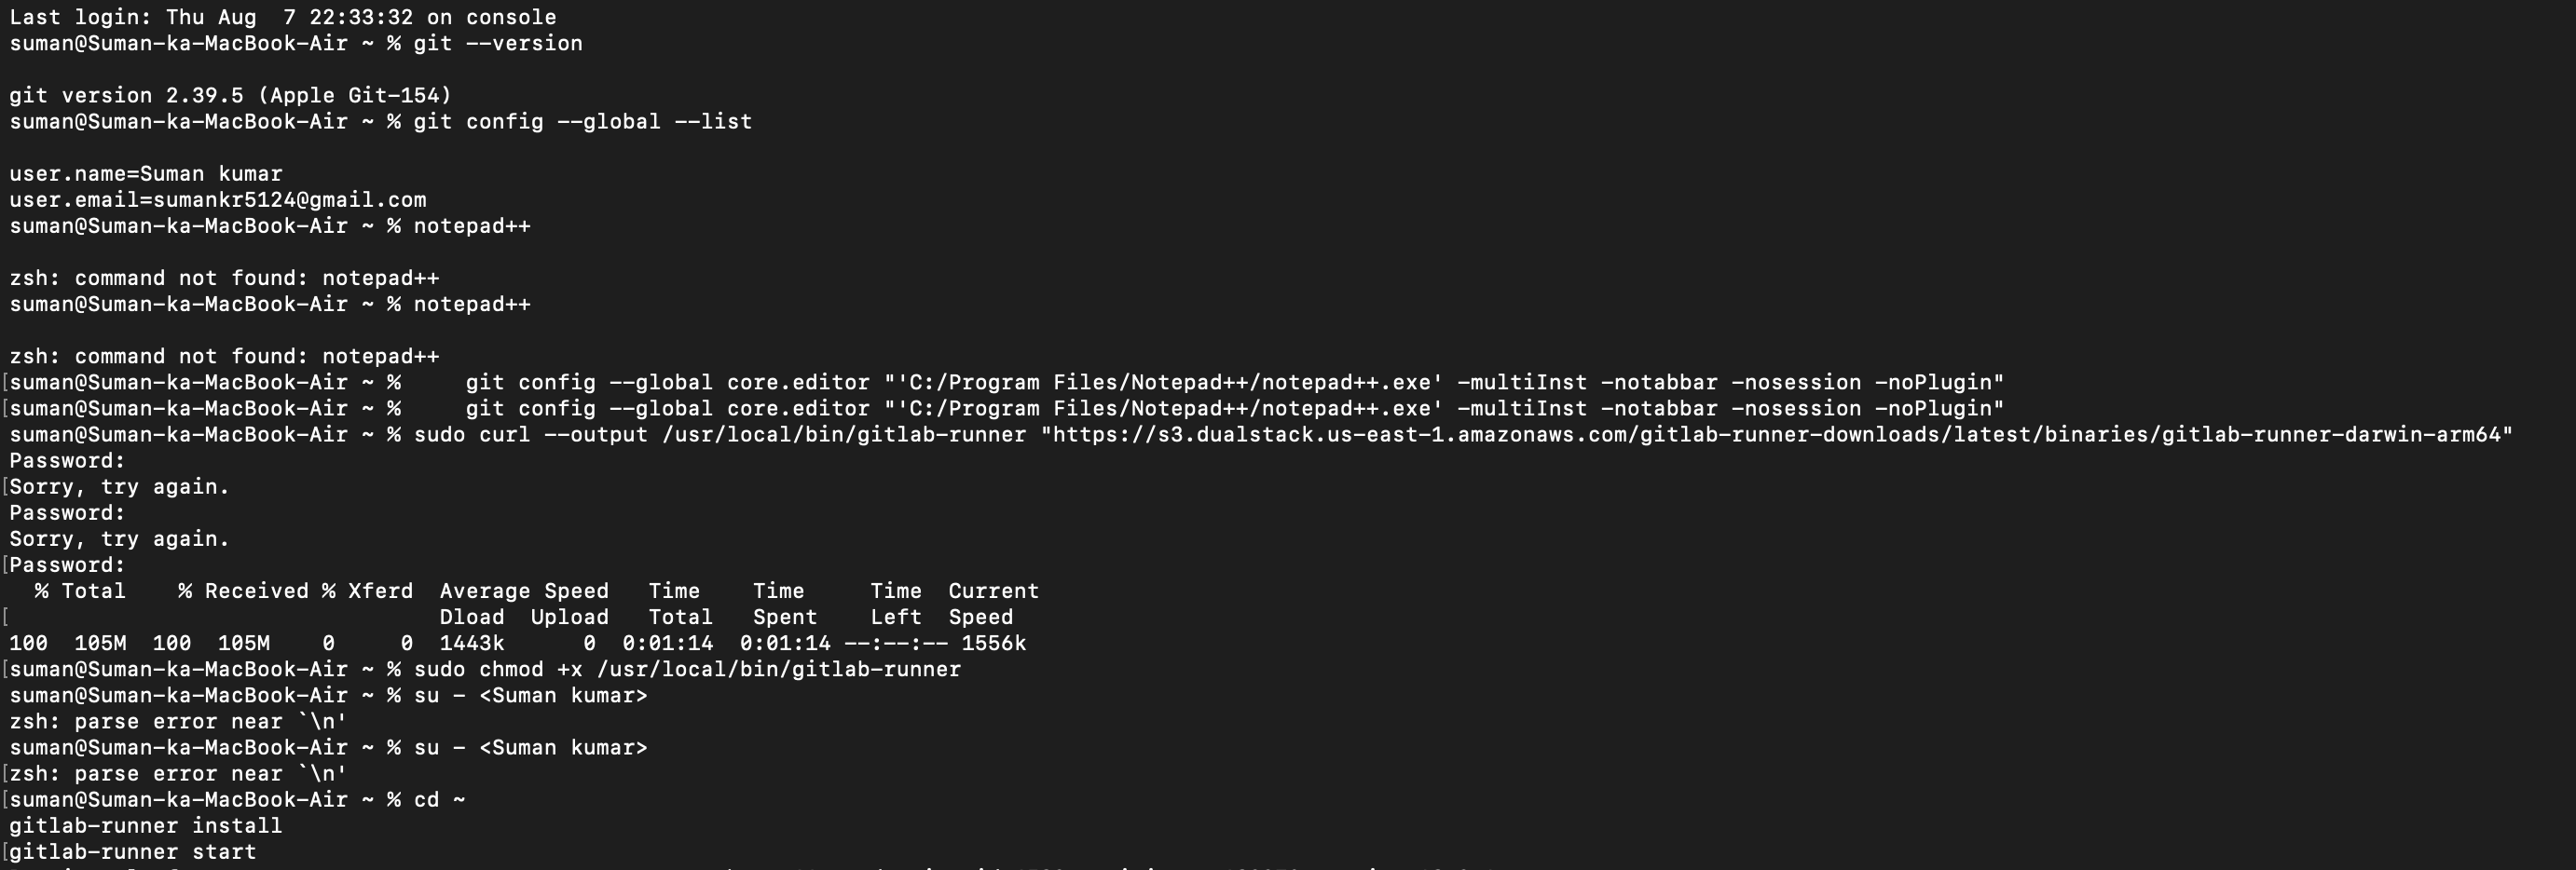 Last login: Thu Aug  7 22:33:32 on console
suman@Suman-ka-MacBook-Air ~ % git --version
git version 2.39.5 (Apple Git-154)
suman@Suman-ka-MacBook-Air ~ % git config --global --list
user.name=Suman kumar
user.email=sumankr5124@gmail.com
suman@Suman-ka-MacBook-Air ~ % notepad++
zsh: command not found: notepad++
suman@Suman-ka-MacBook-Air ~ % notepad++
zsh: command not found: notepad++
[suman@Suman-ka-MacBook-Air ~ %     git config --global core.editor "'C:/Program Files/Notepad++/notepad++.exe' -multiInst -notabbar -nosession -noPlugin"
[suman@Suman-ka-MacBook-Air ~ %     git config --global core.editor "'C:/Program Files/Notepad++/notepad++.exe' -multiInst -notabbar -nosession -noPlugin"
suman@Suman-ka-MacBook-Air ~ % sudo curl --output /usr/local/bin/gitlab-runner "https://s3.dualstack.us-east-1.amazonaws.com/gitlab-runner-downloads/latest/binaries/gitlab-runner-darwin-arm64"
Password:
[Sorry, try again.
Password:
Sorry, try again.
[Password:
  % Total    % Received % Xferd  Average Speed   Time    Time     Time  Current
[                                 Dload  Upload   Total   Spent    Left  Speed
100  105M  100  105M    0     0  1443k      0  0:01:14  0:01:14 --:--:-- 1556k
[suman@Suman-ka-MacBook-Air ~ % sudo chmod +x /usr/local/bin/gitlab-runner
suman@Suman-ka-MacBook-Air ~ % su - <Suman kumar>
zsh: parse error near `\n'
suman@Suman-ka-MacBook-Air ~ % su - <Suman kumar>
[zsh: parse error near `\n'
[suman@Suman-ka-MacBook-Air ~ % cd ~
gitlab-runner install
[gitlab-runner start